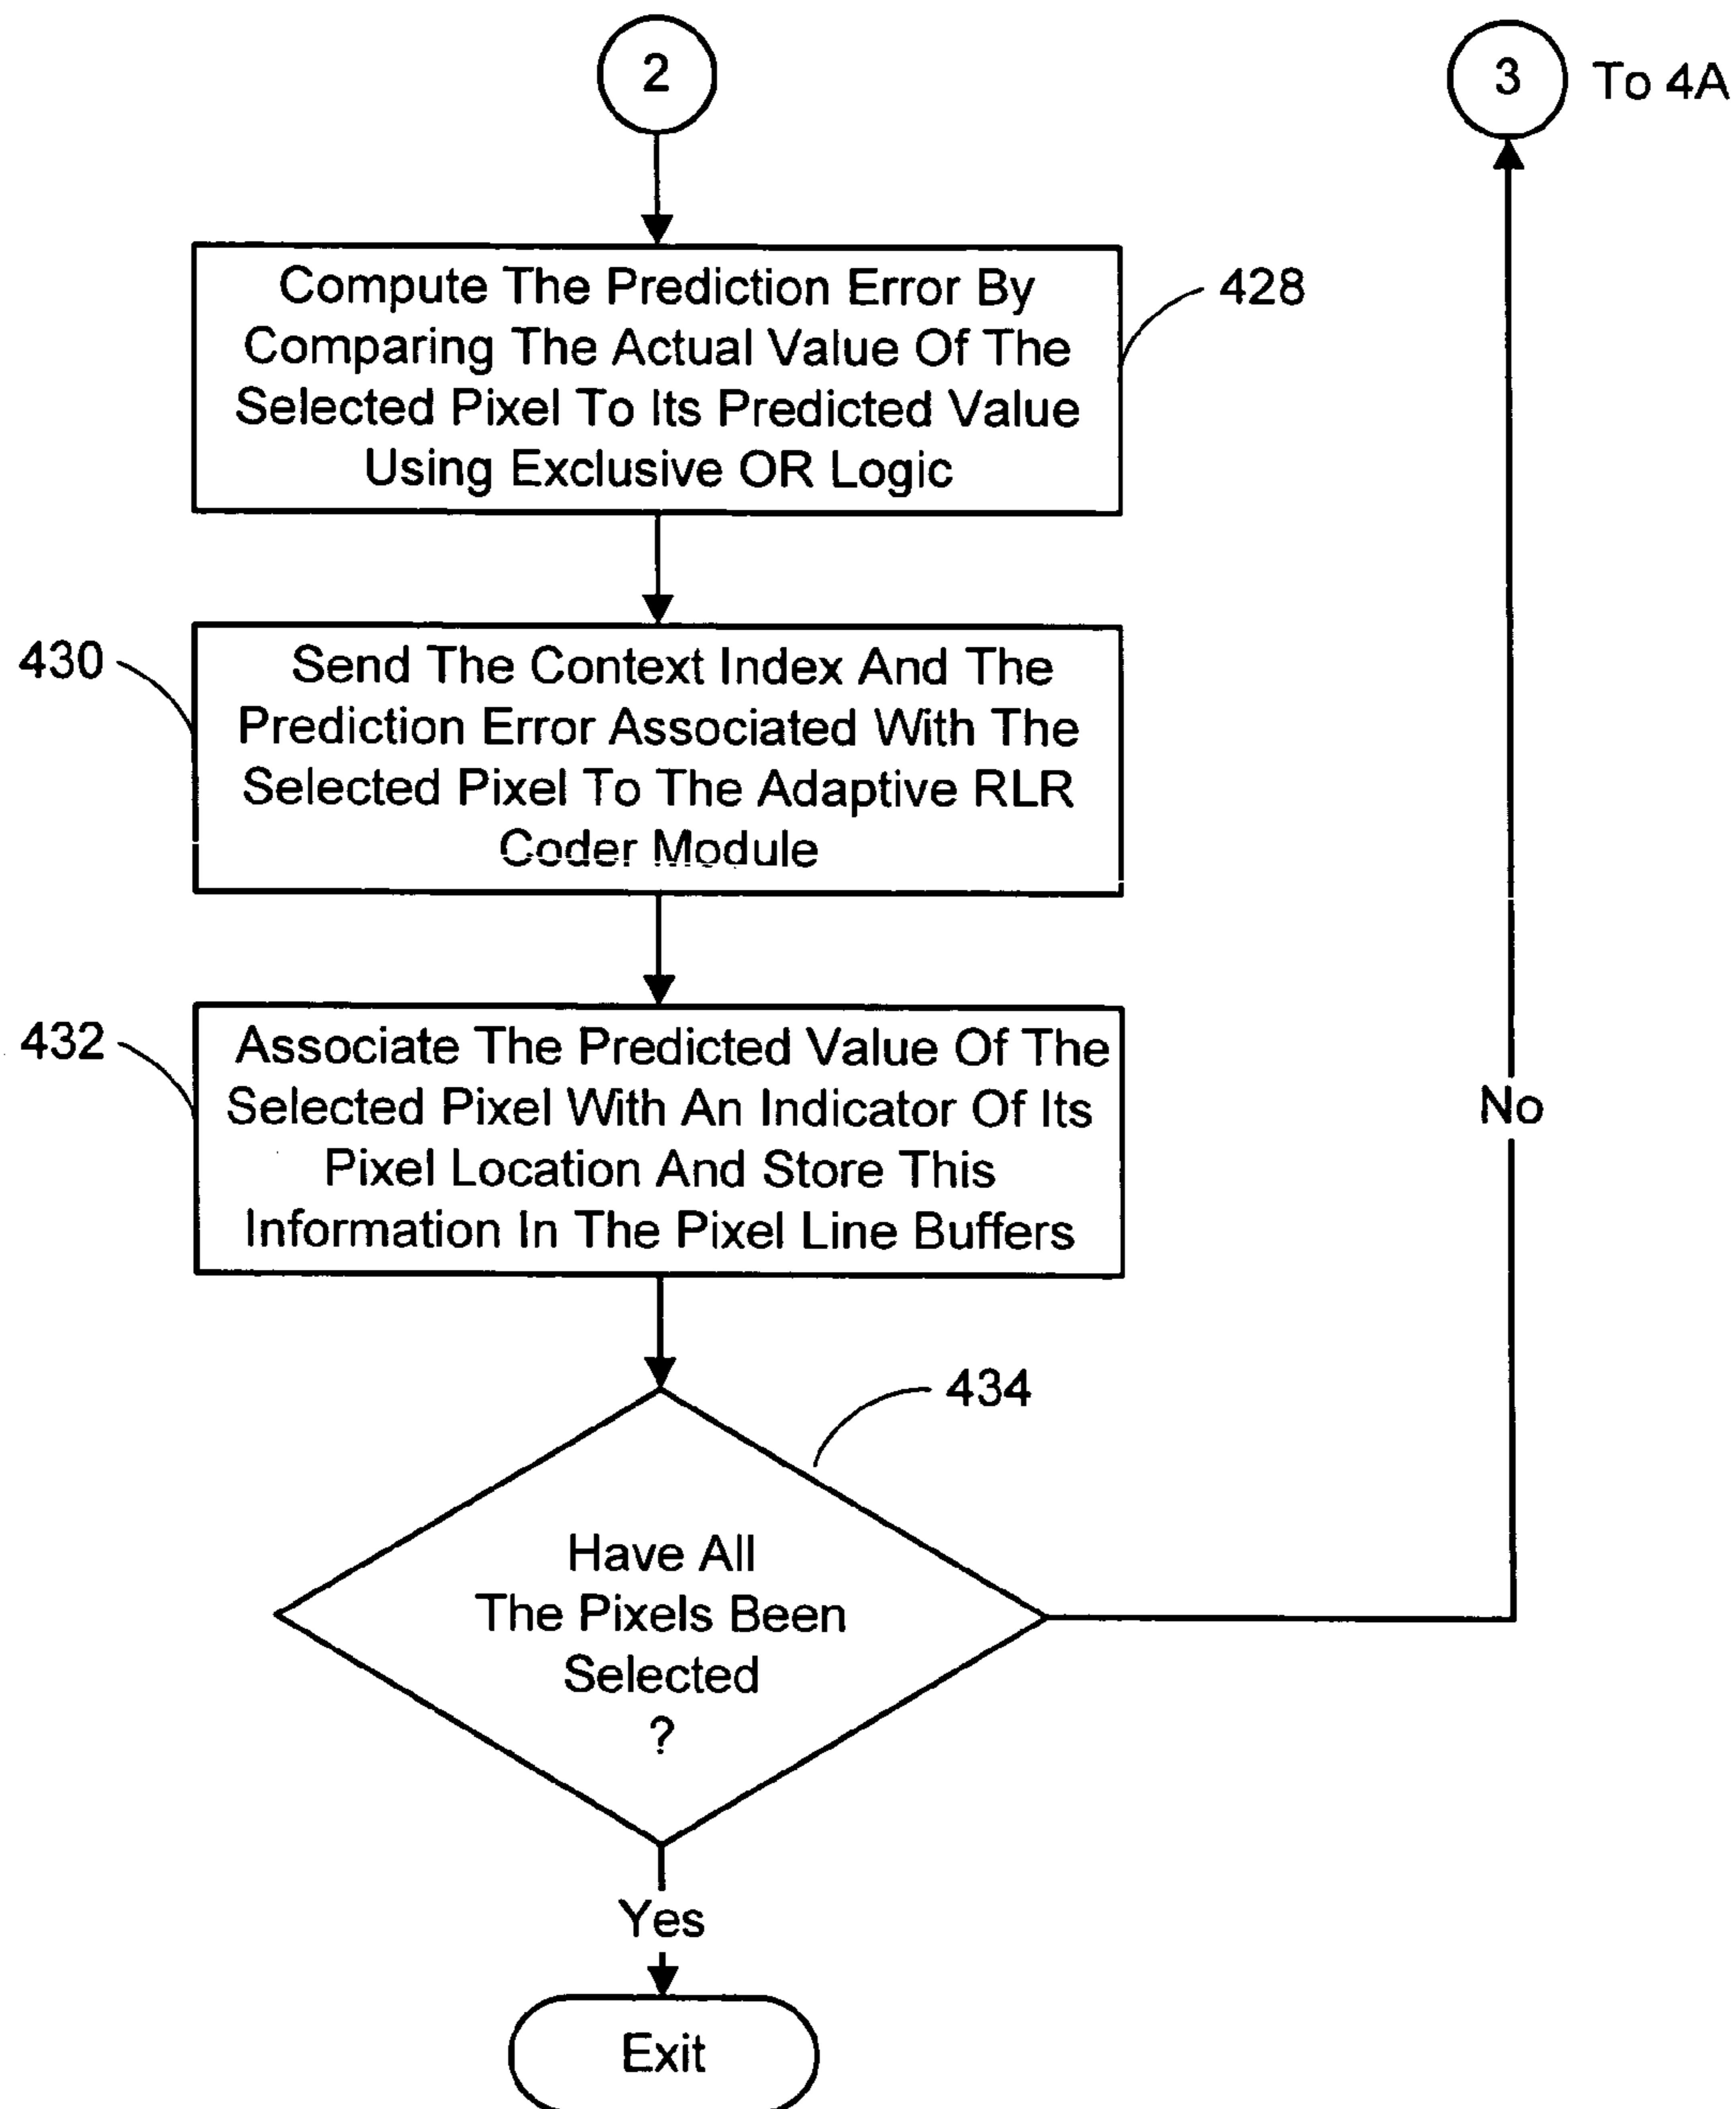 2
3 To 4A
Compute The Prediction Error By
Comparing The Actual Value Of The
Selected Pixel To Its Predicted Value
Using Exclusive OR Logic
428
430
Send The Context Index And The
Prediction Error Associated With The
Selected Pixel To The Adaptive RLR
Coder Module
432
Associate The Predicted Value Of The
Selected Pixel With An Indicator Of Its
Pixel Location And Store This
Information In The Pixel Line Buffers
No
434
Have All
The Pixels Been
Selected
?
Yes
Exit